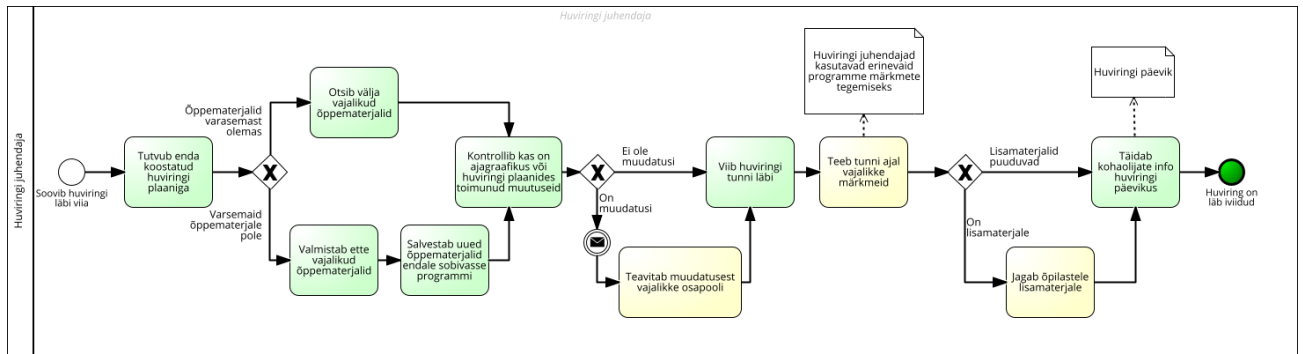 Huviringi juhendaja
Huviringi juhendaja
Soovib huviringi
läbi viia
Tutvub enda
koostatud
huviringi
plaaniga
Õppematerjalid
varasemast
olemas
Varsemaid
õppematerjale
pole
Otsib välja
vajalikud
õppematerjalid
Valmistab ette
vajalikud
õppematerjalid
Salvestab uued
õppematerjalid
endale sobivasse
programmi
Kontrollib kas on
ajagraafikus või
huviringi plaanides
toimunud muutuseid
Ei ole
muudatusi
On
muudatusi
Teavitab muudatusest
vajalikke osapooli
Viib huviringi
tunni läbi
Huviringi juhendajad
kasutavad erinevaid
programme märkmete
tegemiseks
Teeb tunni ajal
vajalikke
märkmeid
Lisamaterjalid
puuduvad
On
lisamaterjale
Jagab õpilastele
lisamaterjale
Huviringi päevik
Täidab
kohaolijate info
huviringi
päevikus
Huviring on
läb iviidud